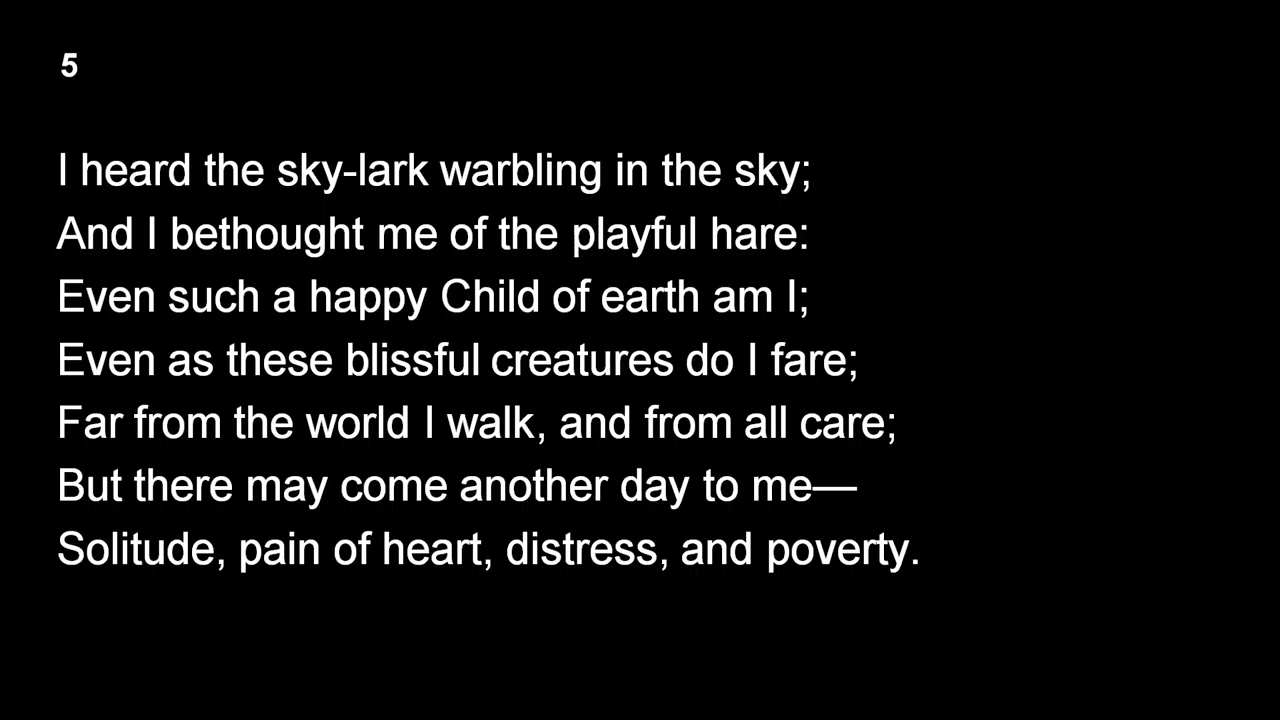 5
I heard the sky-lark warbling in the sky;
And I bethought me of the playful hare:
Even such a happy Child of earth am I;
Even as these blissful creatures do I fare;
Far from the world I walk, and from all care;
But there may come another day to me—
Solitude, pain of heart, distress, and poverty.